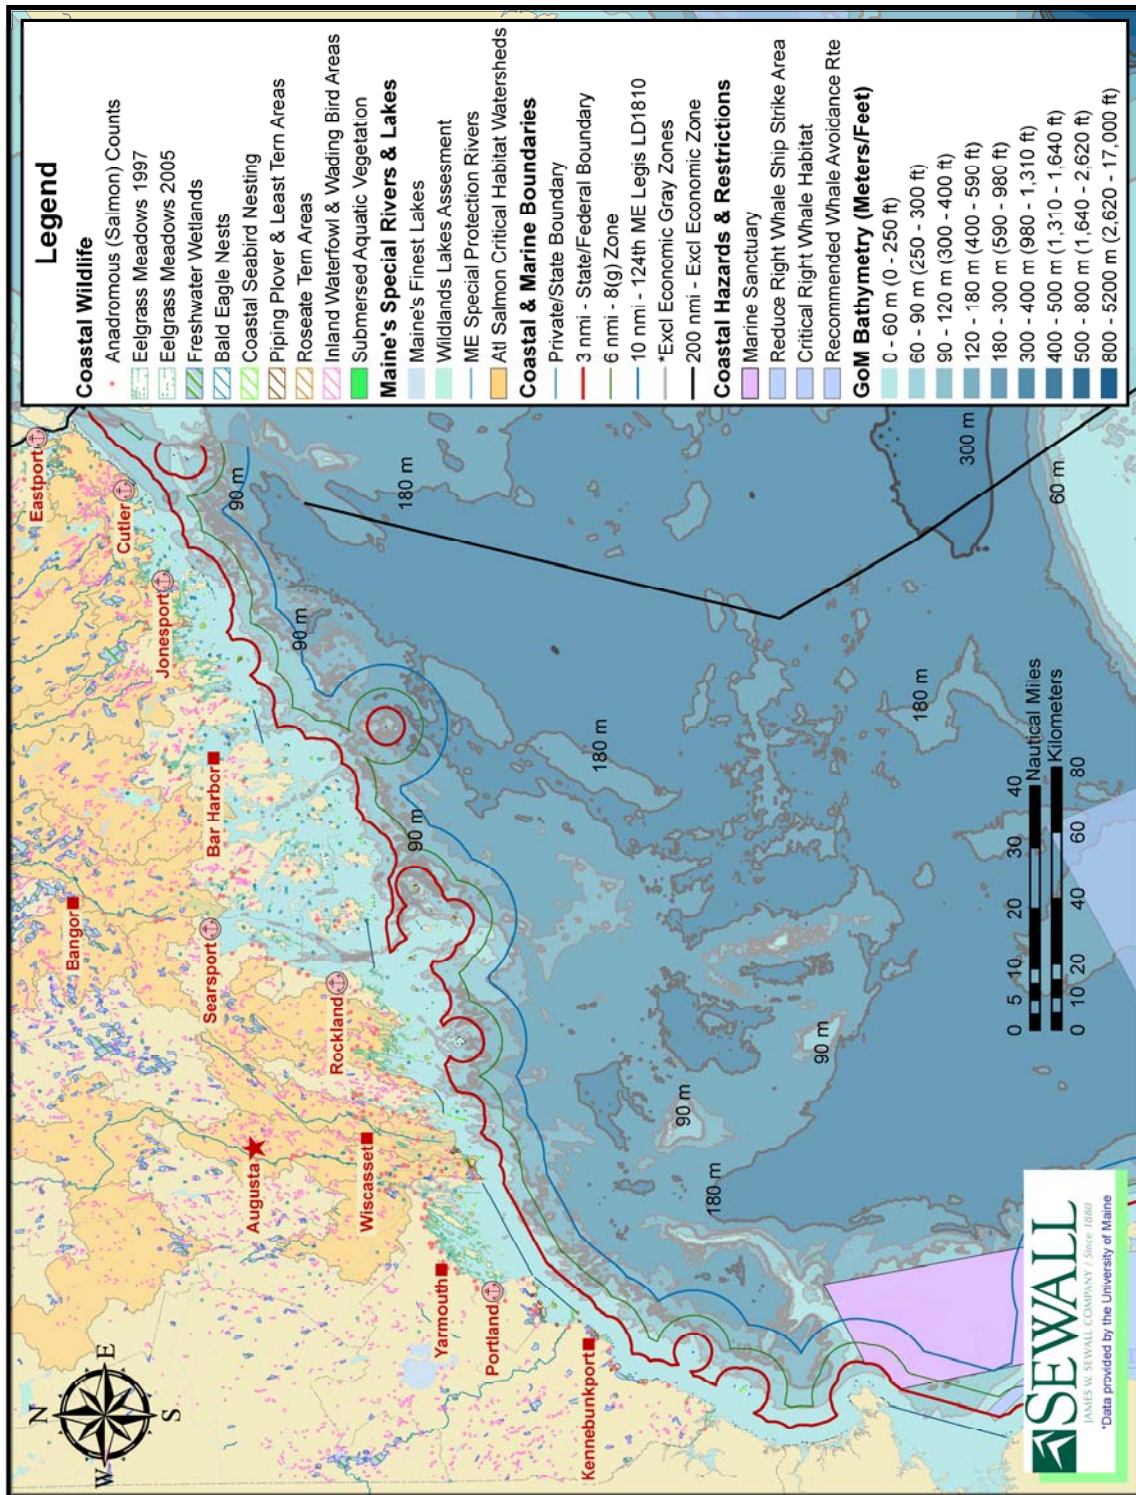 Legend
Coastal Wildlife
Anadromous (Salmon) Counts
Eelgrass Meadows 1997
Eelgrass Meadows 2005
Freshwater Wetlands
Bald Eagle Nests
Coastal Seabird Nesting
Piping Plover & Least Tern Areas
Roseate Tern Areas
Inland Waterfowl & Wading Bird Areas
Submersed Aquatic Vegetation
Maine's Special Rivers & Lakes
Maine's Finest Lakes
Wildlands Lakes Assesment
ME Special Protection Rivers
Atl Salmon Critical Habitat Watersheds
Coastal & Marine Boundaries
Private/State Boundary
3 nmi - State/Federal Boundary
6 nmi - 8(g) Zone
10 nmi - 124th ME Legis LD1810
*Excl Economic Gray Zones
200 nmi - Excl Economic Zone
Coastal Hazards & Restrictions
Marine Sanctuary
Reduce Right Whale Ship Strike Area
Critical Right Whale Habitat
Recommended Whale Avoidance Rte
GoM Bathymetry (Meters/Feet)
0 - 60 m (0 - 250 ft)
60 - 90 m (250 - 300 ft)
90 - 120 m (300 - 400 ft)
120 - 180 m (400 - 590 ft)
180 - 300 m (590 - 980 ft)
300 - 400 m (980 - 1,310 ft)
400 - 500 m (1,310 - 1,640 ft)
500 - 800 m (1,640 - 2,620 ft)
800 - 5200 m (2,620 - 17,000 ft)
N
W
E
S
Eastport
Cutler
Jonesport
Bangor
Bar Harbor
Searsport
Rockland
Augusta
Wiscasset
Yarmouth
Portland
Kennebunkport
90 m
180 m
300 m
60 m
90 m
90 m
180 m
180 m
90 m
90 m
180 m
0 5 10 20 30 40
Nautical Miles
Kilometers
0 10 20 40 60 80
SEWALL
JAMES W. SEWALL COMPANY / Since 1880
*Data provided by the University of Maine